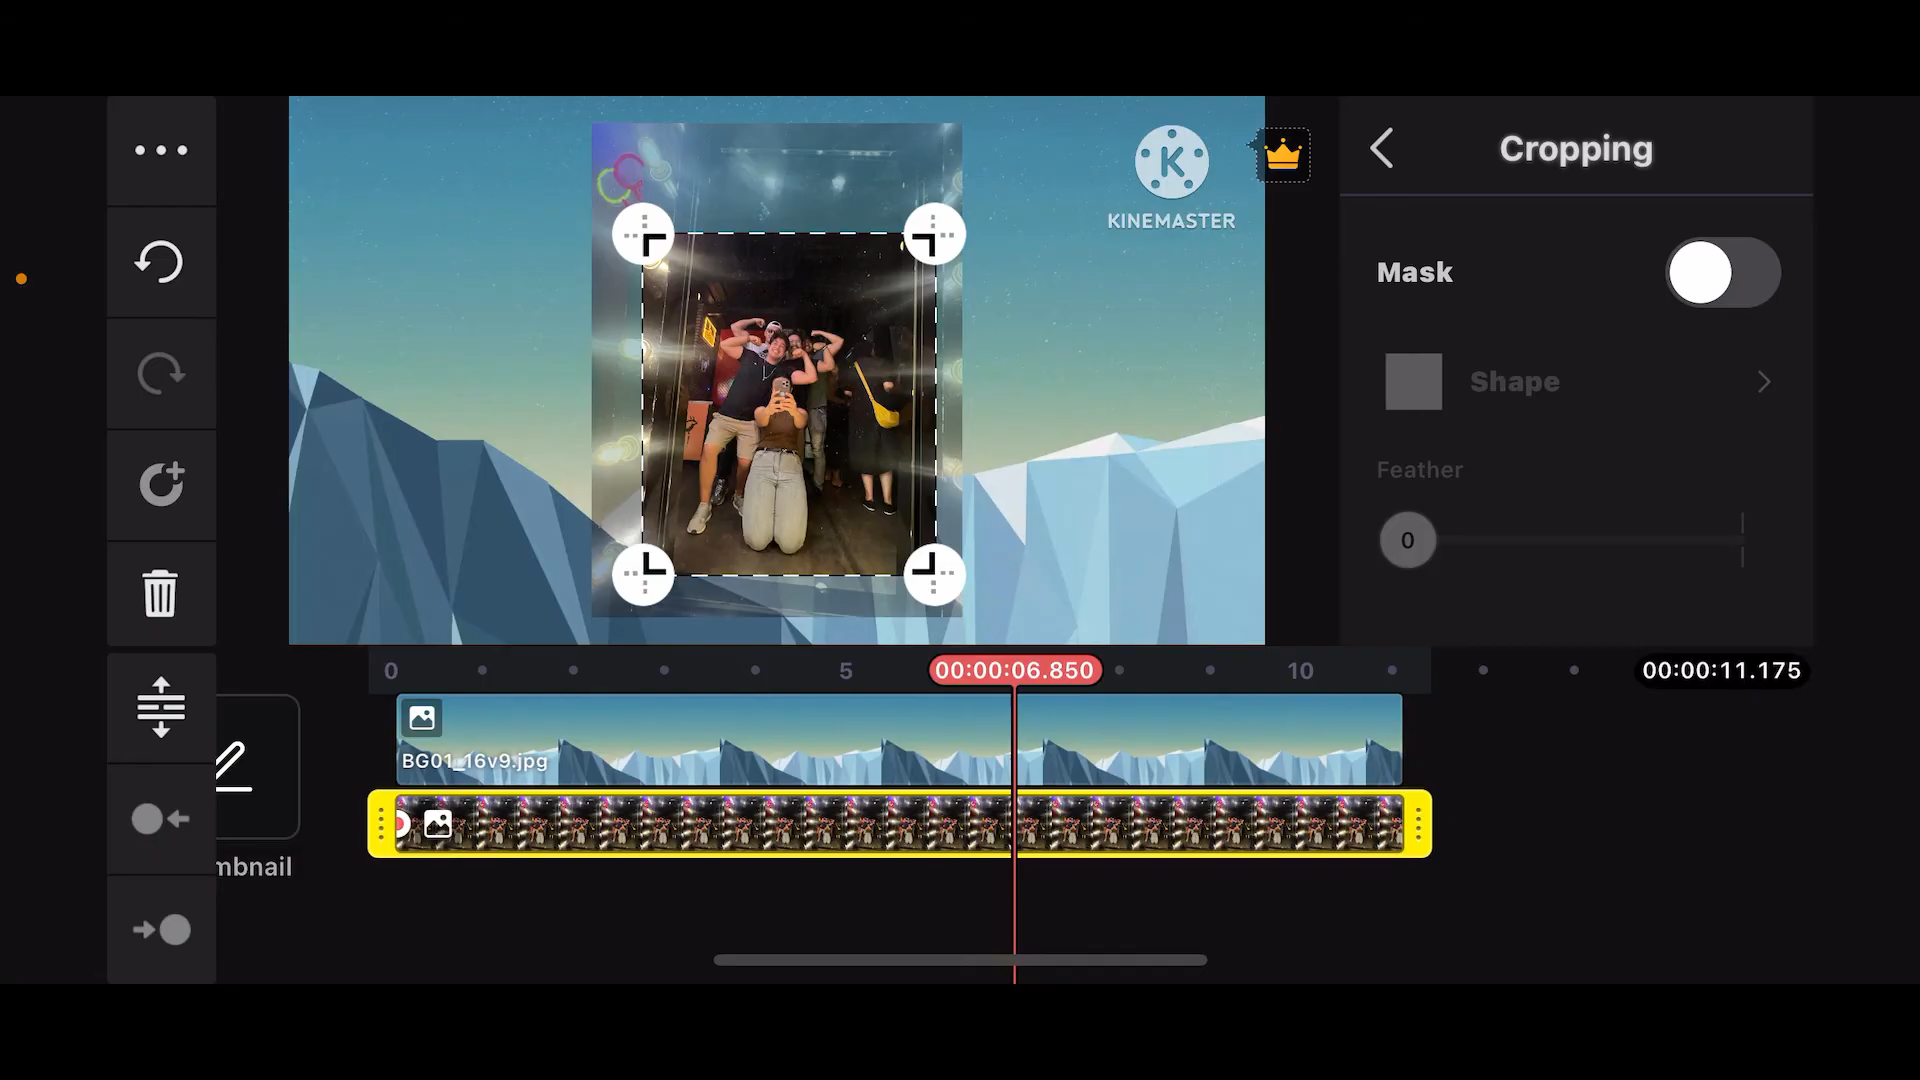 K
KINEMASTER
Cropping
Mask
Shape
Feather
0
0
5
00:00:06.850
10
00:00:11.175
BG01_16v9.jpg
mbnail